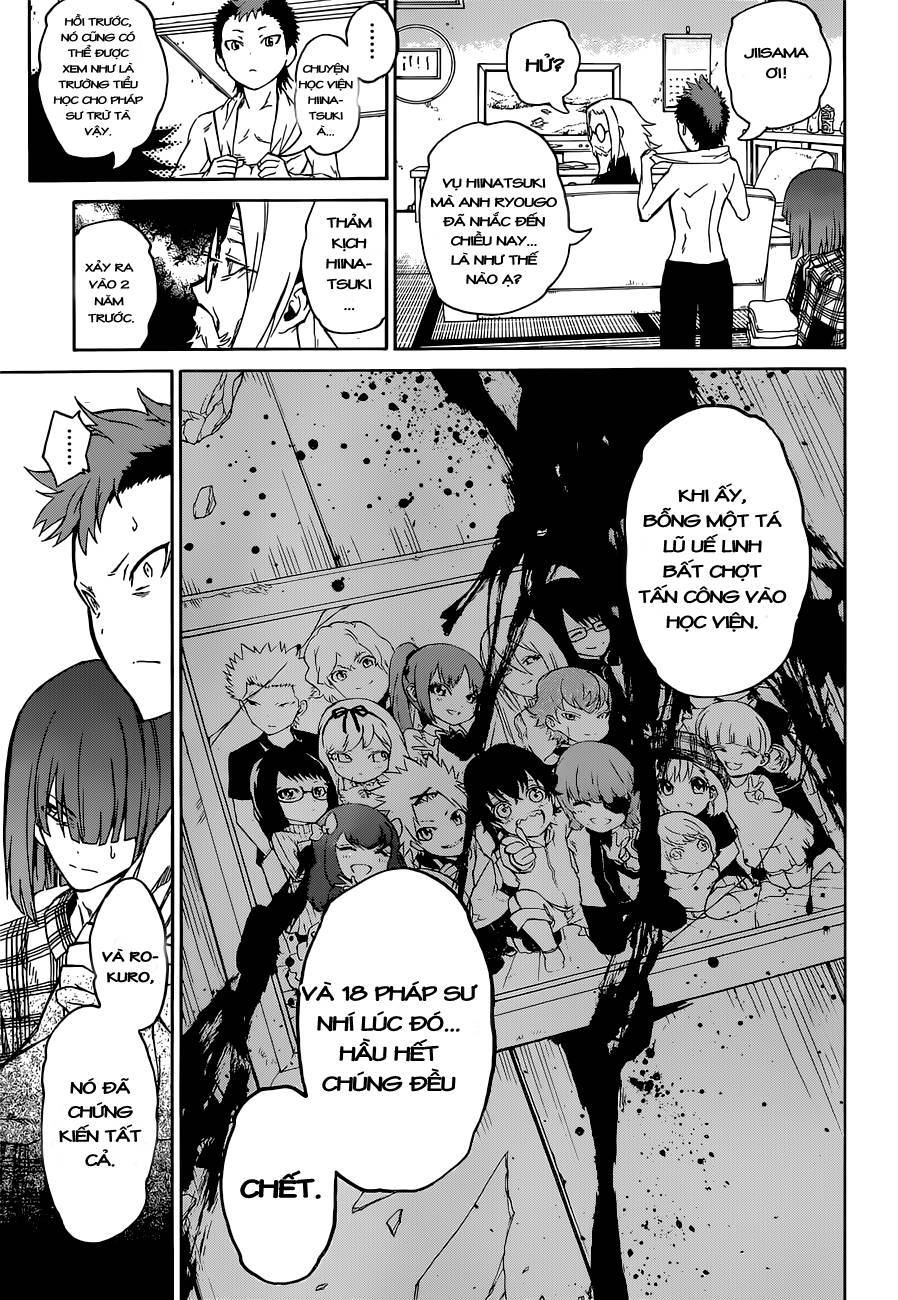 JIISAMA
ƠI!
HỬ?
VỤ HIINATSUKI
MÀ ANH RYOUGO
ĐÃ NHẮC ĐẾN
CHIỀU NAY...
LÀ NHƯ THẾ
NÀO Ạ?
......
CHUYỆN
HỌC VIỆN
HIINA-
TSUKI
À...
HỒI TRƯỚC,
NÓ CŨNG CÓ
THỂ ĐƯỢC
XEM NHƯ LÀ
TRƯỜNG TIỂU
HỌC CHO PHÁP
SƯ TRỪ TÀ
VẬY.
THẢM
KỊCH
HIINA-
TSUKI
...
XẢY RA
VÀO 2
NĂM
TRƯỚC.
KHI ẤY,
BỖNG MỘT TÁ
LŨ UẾ LINH
BẤT CHỢT
TẤN CÔNG VÀO
HỌC VIỆN.
VÀ 18 PHÁP SƯ
NHÍ LÚC ĐÓ...
HẦU HẾT
CHÚNG ĐỀU
CHẾT.
......
VÀ RO-
KURO,
NÓ ĐÃ
CHỨNG
KIẾN TẤT
CẢ.